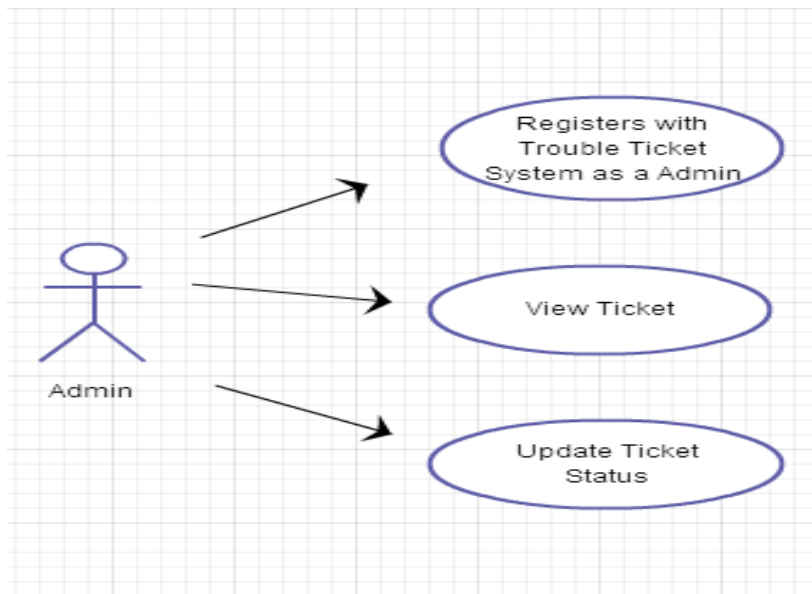 Registers with
Trouble Ticket
System as a Admin
View Ticket
Admin
Update Ticket
Status